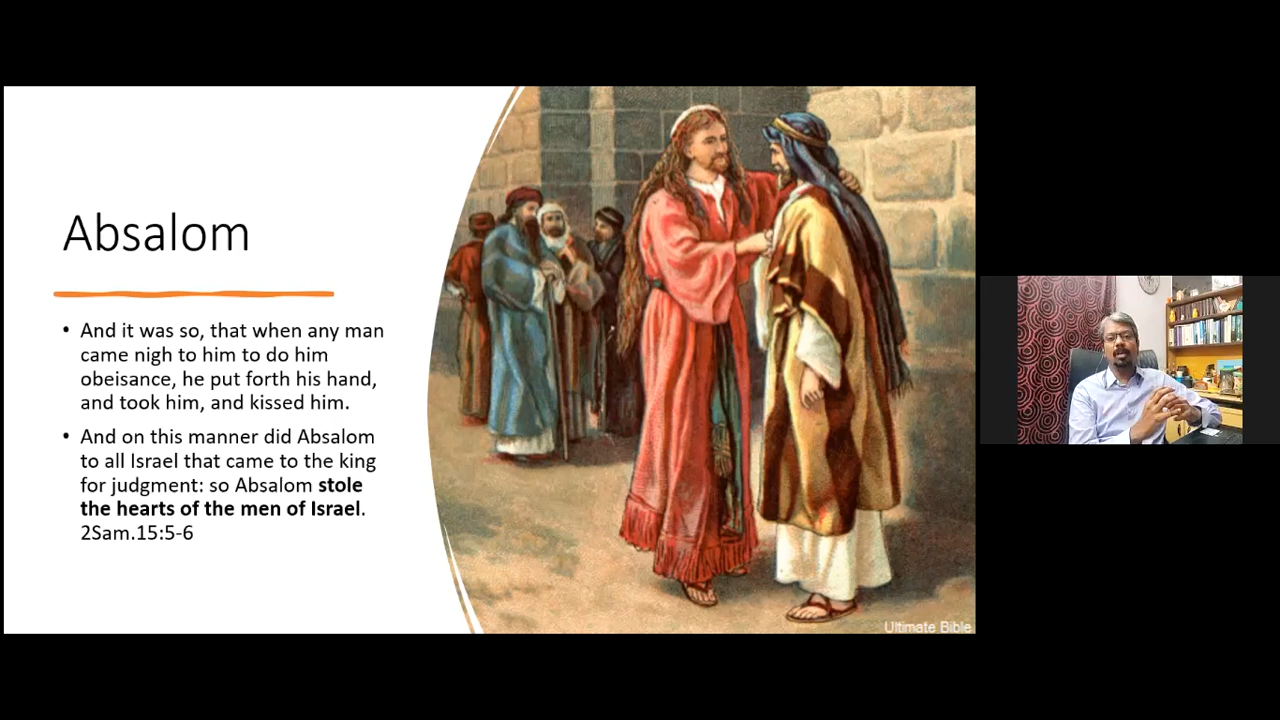 Absalom
• And it was so, that when any man
came nigh to him to do him
obeisance, he put forth his hand,
and took him, and kissed him.
• And on this manner did Absalom
to all Israel that came to the king
for judgment: so Absalom stole
the hearts of the men of Israel.
2Sam.15:5-6
Ultimate Bible